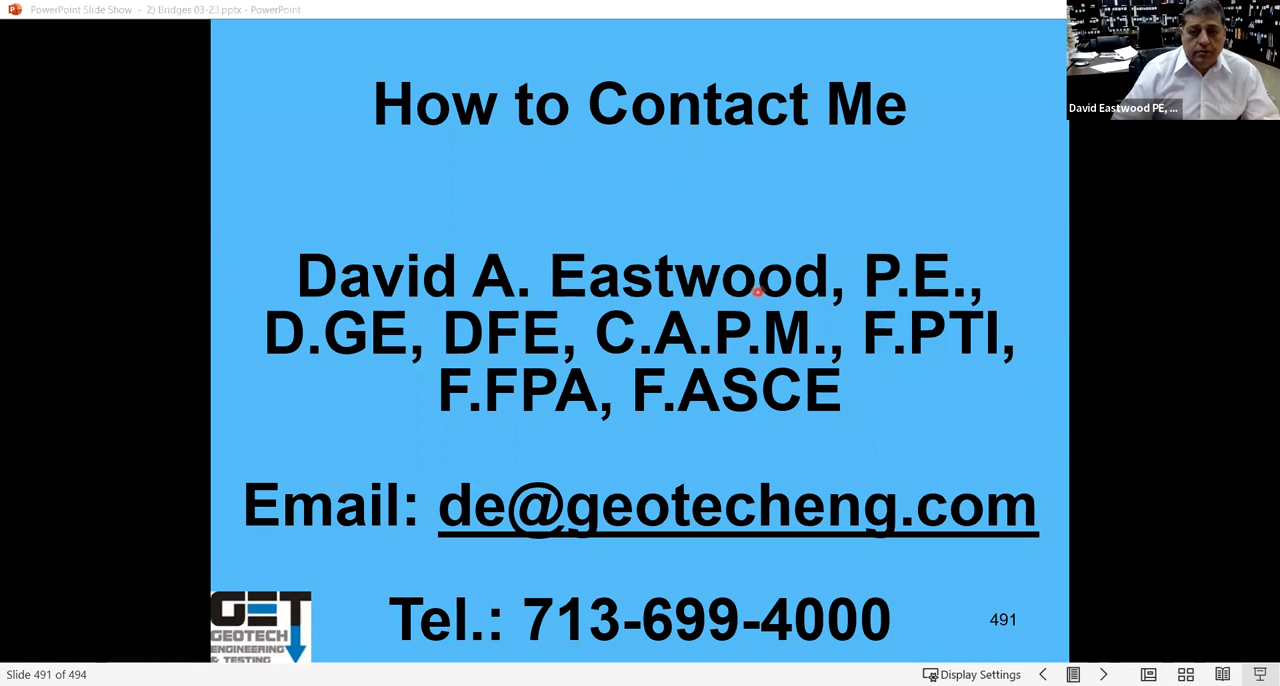 PowerPoint Slide Show - 2) Bridges 03-23.pptx - PowerPoint
David Eastwood PE, ...
How to Contact Me
David A. Eastwood, P.E.,
D.GE, DFE, C.A.P.M., F.PTI,
F.FPA, F.ASCE
Email: de@geotecheng.com
Tel.: 713-699-4000
491
GET
GEOTECH
ENGINEERING
& TESTING
Slide 491 of 494
Display Settings